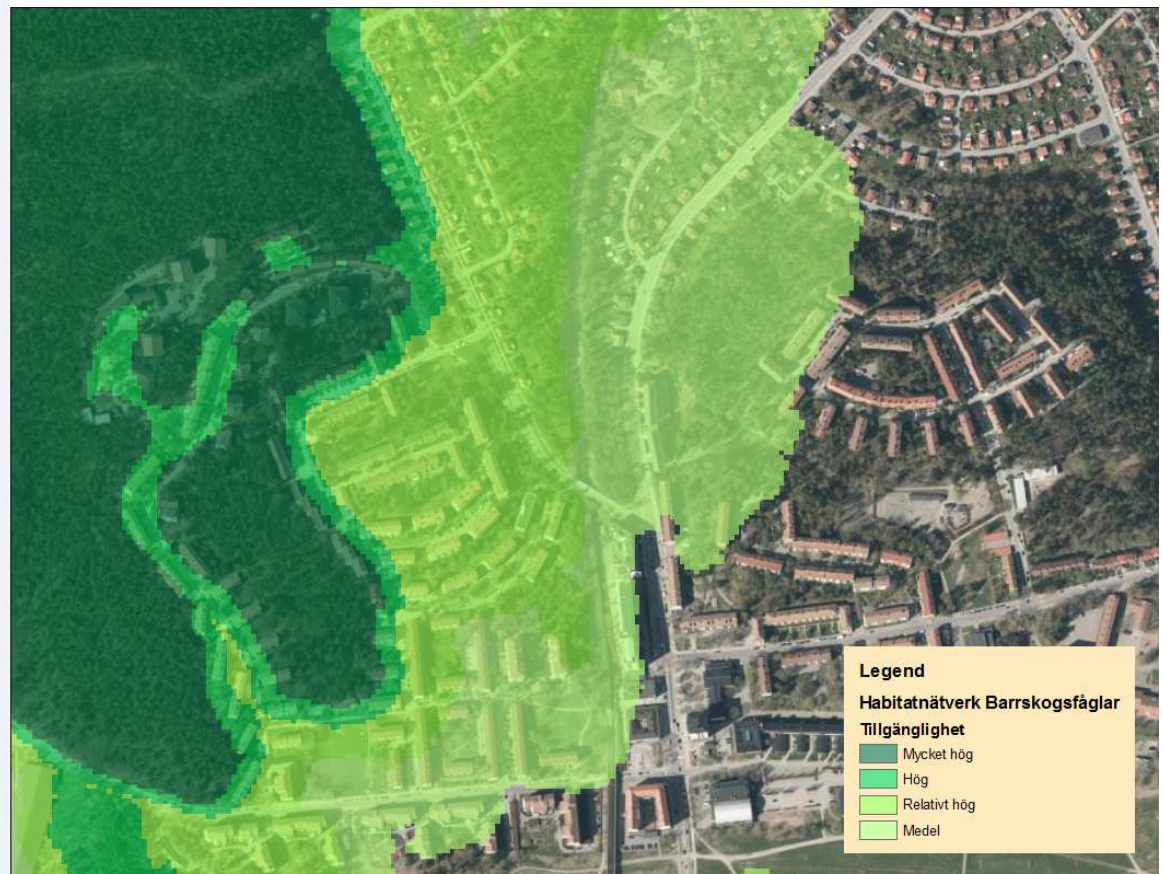 Legend
Habitatnätverk Barrskogsfåglar
Tillgänglighet
Mycket hög
Hög
Relativt hög
Medel